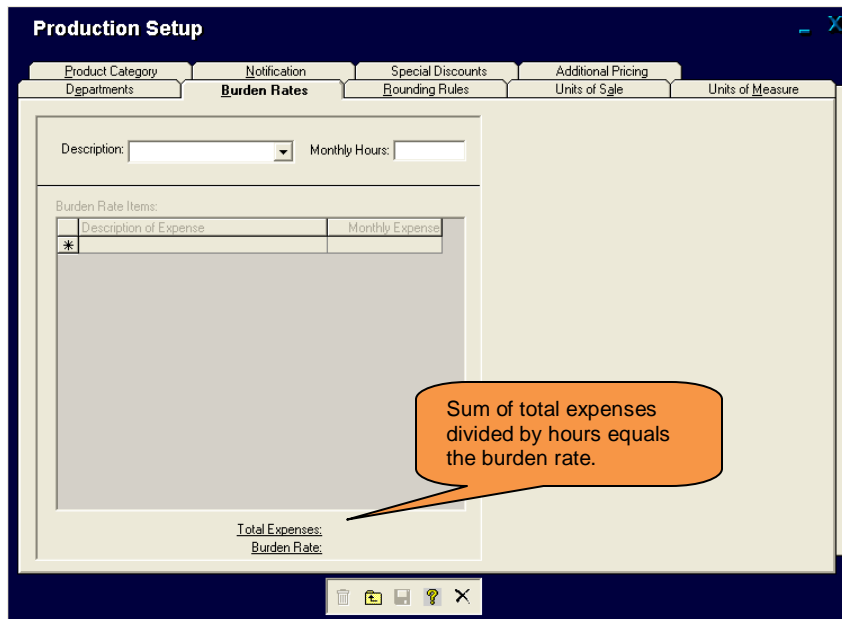 Production Setup
Product Category
Notification
Special Discounts
Additional Pricing
Departments
Burden Rates
Rounding Rules
Units of Sale
Units of Measure
Description:
Monthly Hours:
Burden Rate Items:
Description of Expense
Monthly Expense
Sum of total expenses
divided by hours equals
the burden rate.
Total Expenses:
Burden Rate: